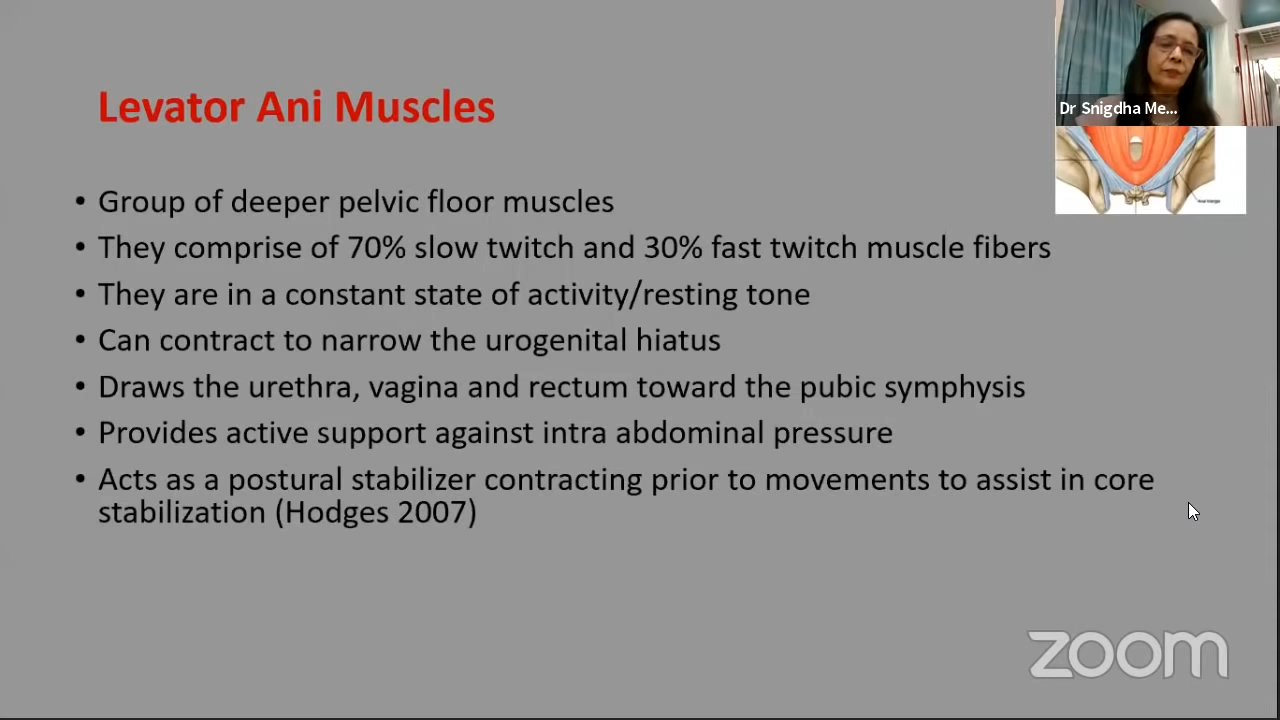 Dr Snigdha Me...
Levator Ani Muscles
• Group of deeper pelvic floor muscles
• They comprise of 70% slow twitch and 30% fast twitch muscle fibers
• They are in a constant state of activity/resting tone
• Can contract to narrow the urogenital hiatus
• Draws the urethra, vagina and rectum toward the pubic symphysis
• Provides active support against intra abdominal pressure
• Acts as a postural stabilizer contracting prior to movements to assist in core
stabilization (Hodges 2007)
zoom